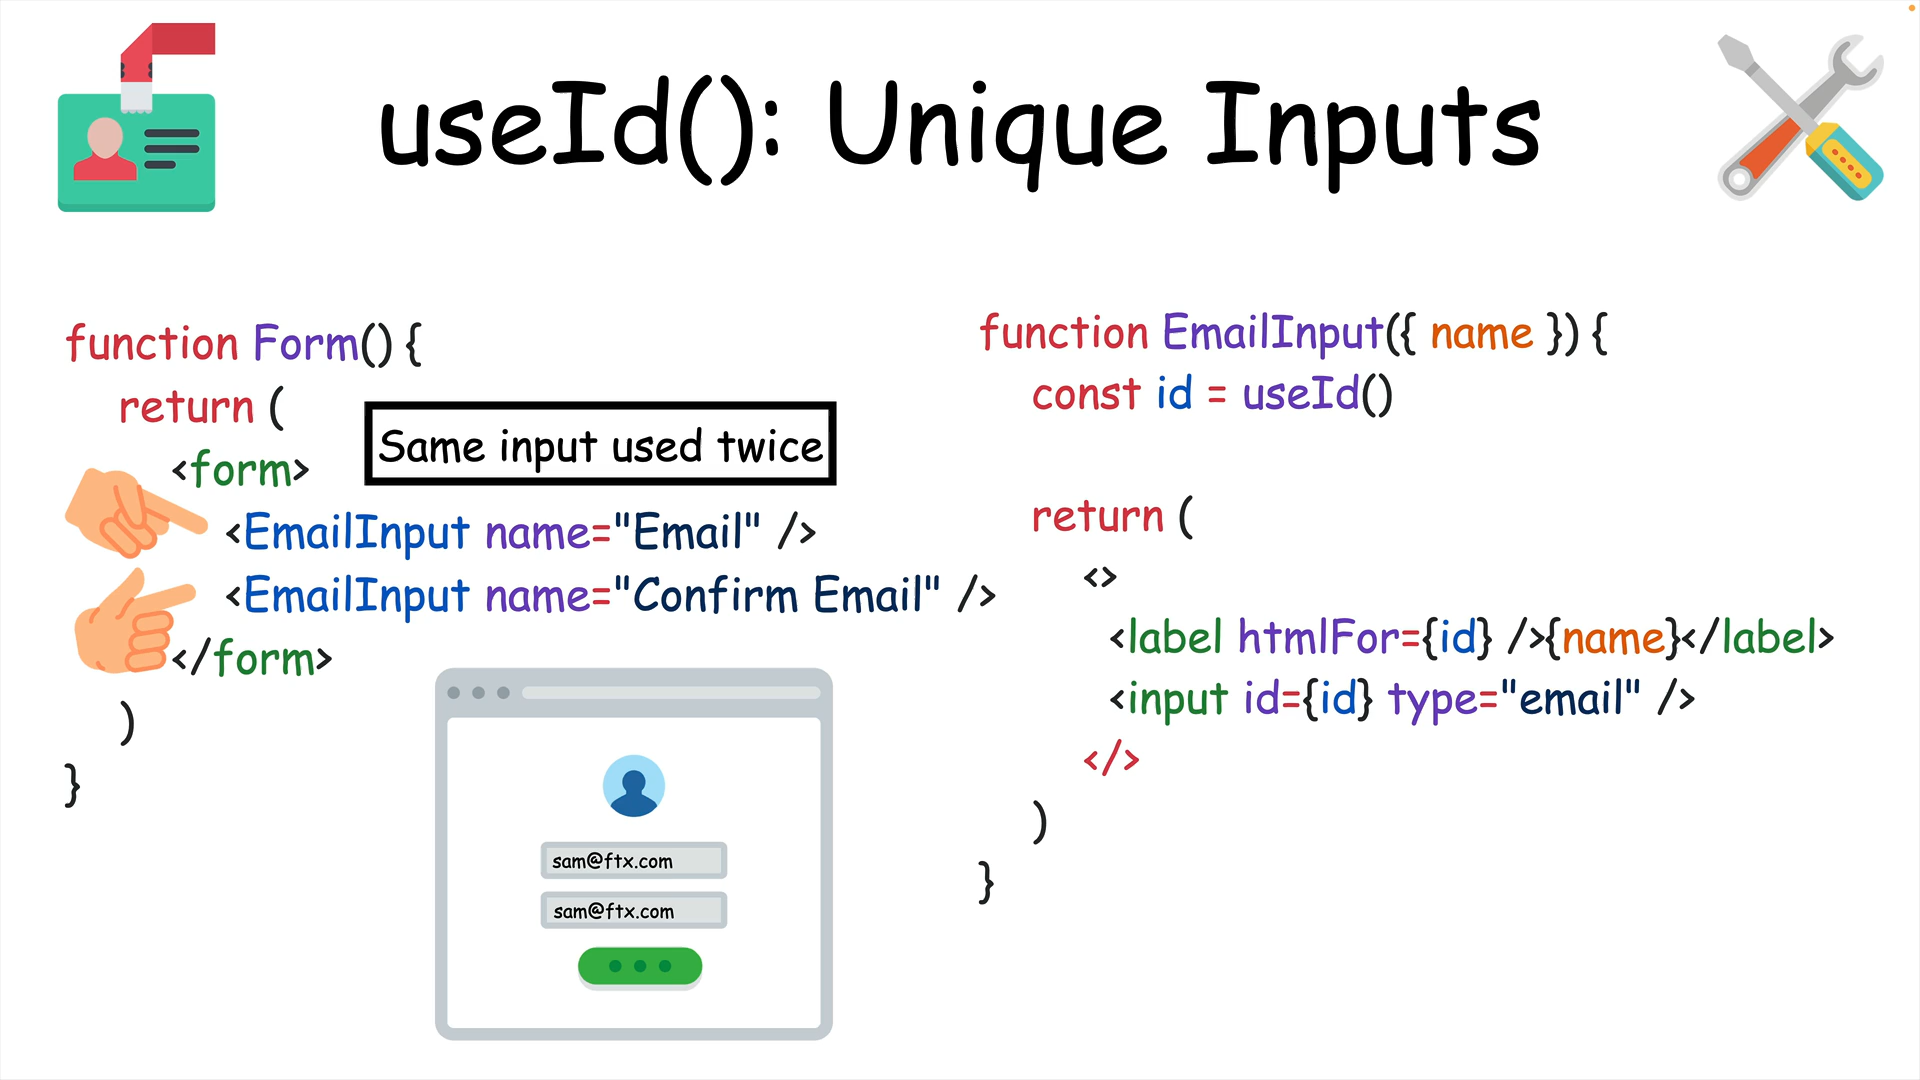 useId(): Unique Inputs
function Form() {
return (
Same input used twice
<form>
<EmailInput name="Email" />
<EmailInput name="Confirm Email" />
</form>
)
}
sam@ftx.com
sam@ftx.com
function EmailInput({ name }) {
const id = useId()
return (
<>
<label htmlFor={id} />{name}</label>
<input id={id} type="email" />
</>
)
}